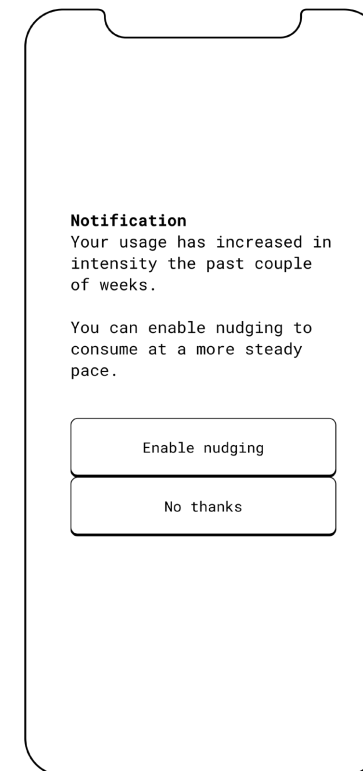 Notification
Your usage has increased in
intensity the past couple
of weeks.
You can enable nudging to
consume at a more steady
pace.
Enable nudging
No thanks